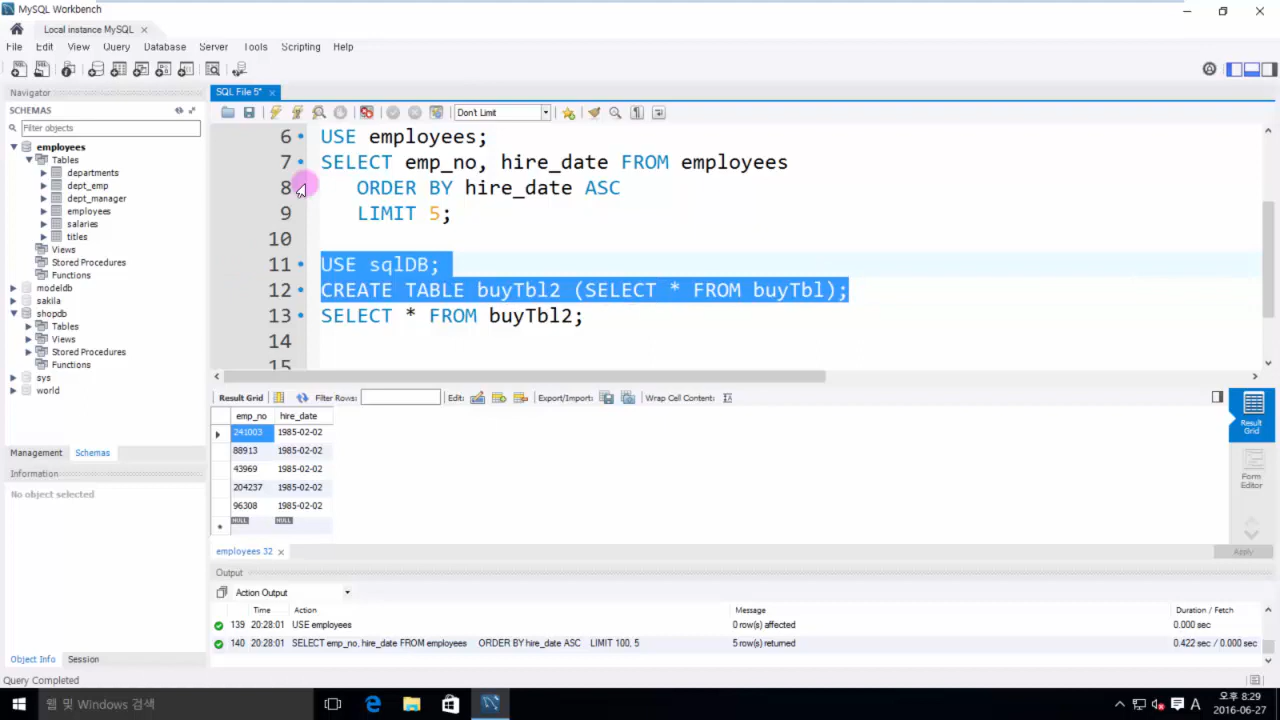 MySQL Workbench
Local instance MySQL
File Edit View Query Database Server Tools Scripting Help
Navigator
SCHEMAS
Filter objects
employees
Tables
departments
dept_emp
dept_manager
employees
salaries
titles
Views
Stored Procedures
Functions
modeldb
sakila
shopdb
Tables
Views
Stored Procedures
Functions
sys
world
Management Schemas
Information
No object selected
Object Info Session
SQL File 5*
Don't Limit
6 USE employees;
7 SELECT emp_no, hire_date FROM employees
8 ORDER BY hire_date ASC
9 LIMIT 5;
10
11 USE sqlDB;
12 CREATE TABLE buyTbl2 (SELECT * FROM buyTbl);
13 SELECT * FROM buyTbl2;
14
15
Result Grid Filter Rows: Edit: Export/Import: Wrap Cell Content:
emp_no hire_date
241003 1985-02-02
88913 1985-02-02
43969 1985-02-02
204237 1985-02-02
96308 1985-02-02
NULL NULL
Result Grid
Form Editor
employees 32
Apply
Output
Action Output
Time Action Message Duration / Fetch
139 20:28:01 USE employees 0 row(s) affected 0.000 sec
140 20:28:01 SELECT emp_no, hire_date FROM employees ORDER BY hire_date ASC LIMIT 100, 5 5 row(s) returned 0.422 sec / 0.000 sec
Query Completed
웹 및 Windows 검색
A
오후 8:29
2016-06-27